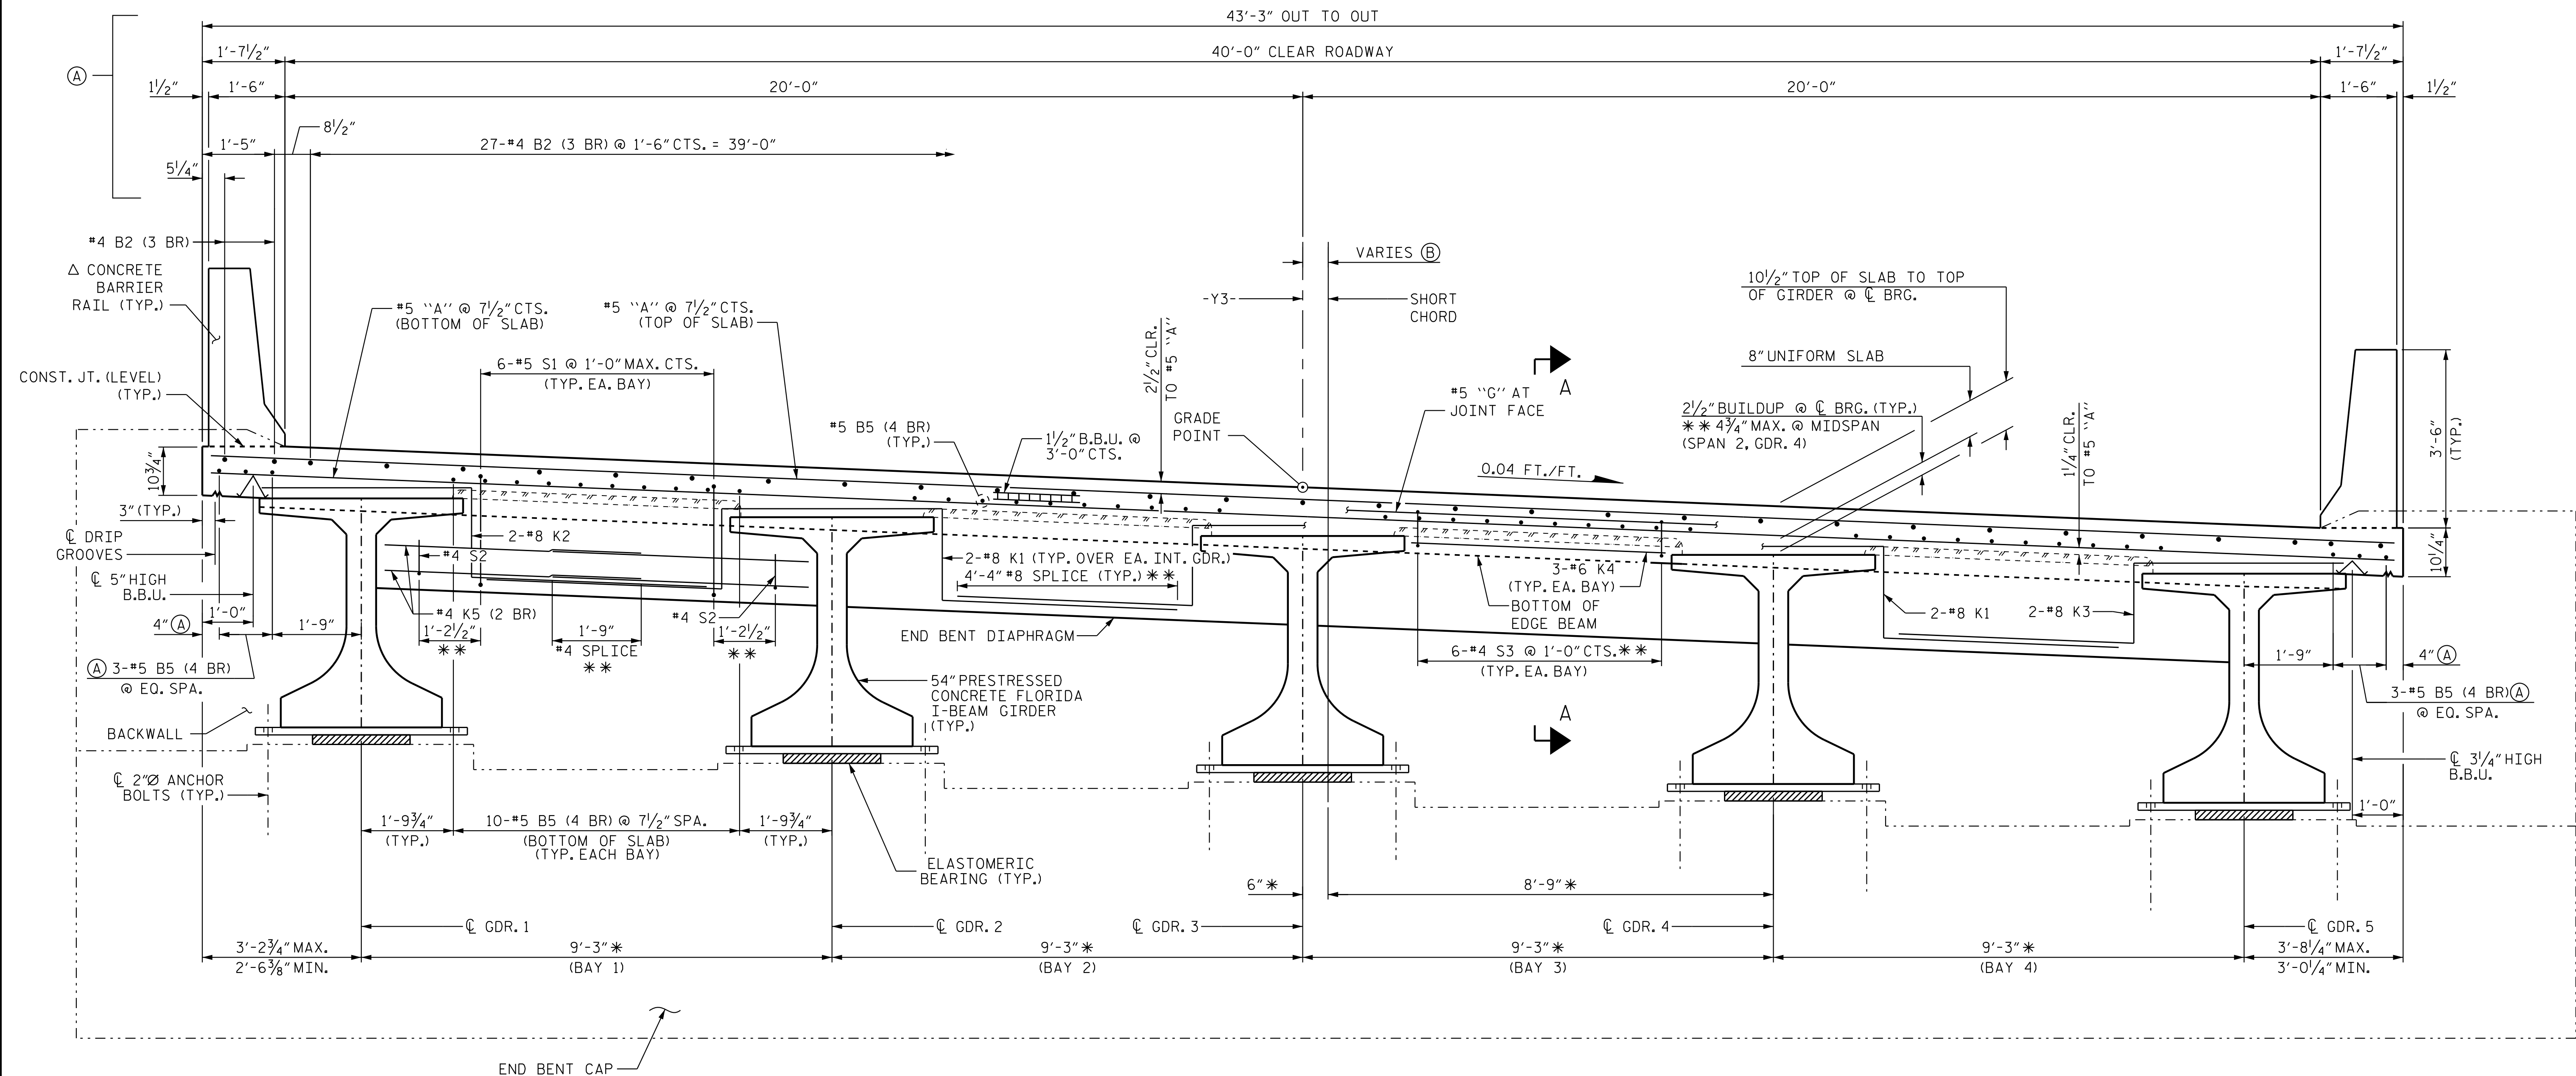 43'-3" OUT TO OUT
1'-7½"
40'-0" CLEAR ROADWAY
1'-7½"
A
1½"
1'-6"
20'-0"
20'-0"
1'-6"
1½"
8½"
1'-5"
27-#4 B2 (3 BR) @ 1'-6" CTS. = 39'-0"
5¼"
#4 B2 (3 BR)
VARIES B
△ CONCRETE
BARRIER
RAIL (TYP.)
#5 ``A'' @ 7½" CTS.
(BOTTOM OF SLAB)
#5 ``A'' @ 7½" CTS.
(TOP OF SLAB)
-Y3-
SHORT
CHORD
10½" TOP OF SLAB TO TOP
OF GIRDER @ ℄ BRG.
2½" CLR.
TO #5 ``A''
8" UNIFORM SLAB
CONST. JT. (LEVEL)
(TYP.)
6-#5 S1 @ 1'-0" MAX. CTS.
(TYP. EA. BAY)
A
#5 ``G'' AT
JOINT FACE
2½" BUILDUP @ ℄ BRG. (TYP.)
✳✳ 4¾" MAX. @ MIDSPAN
(SPAN 2, GDR. 4)
1¼" CLR.
TO #5 ``A''
3'-6"
(TYP.)
#5 B5 (4 BR)
(TYP.)
1½" B.B.U. @
3'-0" CTS.
GRADE
POINT
0.04 FT./FT.
10¾"
10¼"
3" (TYP.)
℄ DRIP
GROOVES
2-#8 K2
#4 S2
2-#8 K1 (TYP. OVER EA. INT. GDR.)
4'-4" #8 SPLICE (TYP.) ✳✳
3-#6 K4
(TYP. EA. BAY)
℄ 5" HIGH
B.B.U.
1'-0"
#4 K5 (2 BR)
#4 S2
BOTTOM OF
EDGE BEAM
2-#8 K1
2-#8 K3
4" A
1'-9"
1'-2½"
✳✳
1'-9"
#4 SPLICE
✳✳
1'-2½"
✳✳
END BENT DIAPHRAGM
6-#4 S3 @ 1'-0" CTS. ✳✳
(TYP. EA. BAY)
1'-9"
4" A
A 3-#5 B5 (4 BR)
@ EQ. SPA.
54" PRESTRESSED
CONCRETE FLORIDA
I-BEAM GIRDER
(TYP.)
3-#5 B5 (4 BR) A
@ EQ. SPA.
A
BACKWALL
℄ 2"Ø ANCHOR
BOLTS (TYP.)
℄ 3¼" HIGH
B.B.U.
1'-0"
1'-9¾"
(TYP.)
10-#5 B5 (4 BR) @ 7½" SPA.
(BOTTOM OF SLAB)
(TYP. EACH BAY)
1'-9¾"
(TYP.)
ELASTOMERIC
BEARING (TYP.)
6" ✳
8'-9" ✳
℄ GDR. 1
℄ GDR. 2
℄ GDR. 3
℄ GDR. 4
℄ GDR. 5
3'-2¾" MAX.
2'-6⅜" MIN.
9'-3" ✳
(BAY 1)
9'-3" ✳
(BAY 2)
9'-3" ✳
(BAY 3)
9'-3" ✳
(BAY 4)
3'-8¼" MAX.
3'-0¼" MIN.
END BENT CAP